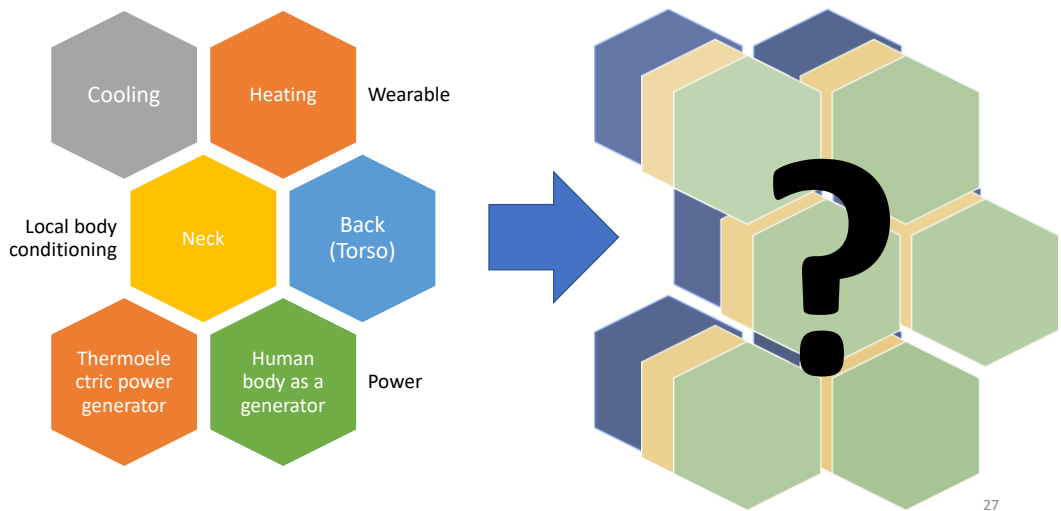 Cooling
Heating
Wearable
Local body
conditioning
Neck
Back
(Torso)
Thermoele
ctric power
generator
Human
body as a
generator
Power
?
27